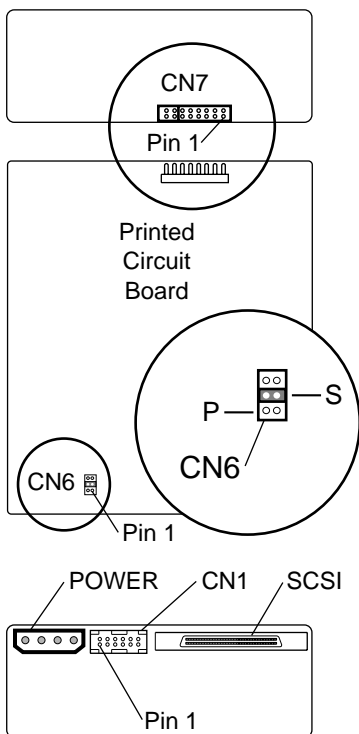 CN7
Pin 1
Printed
Circuit
Board
S
P
CN6
CN6
Pin 1
POWER CN1 SCSI
Pin 1